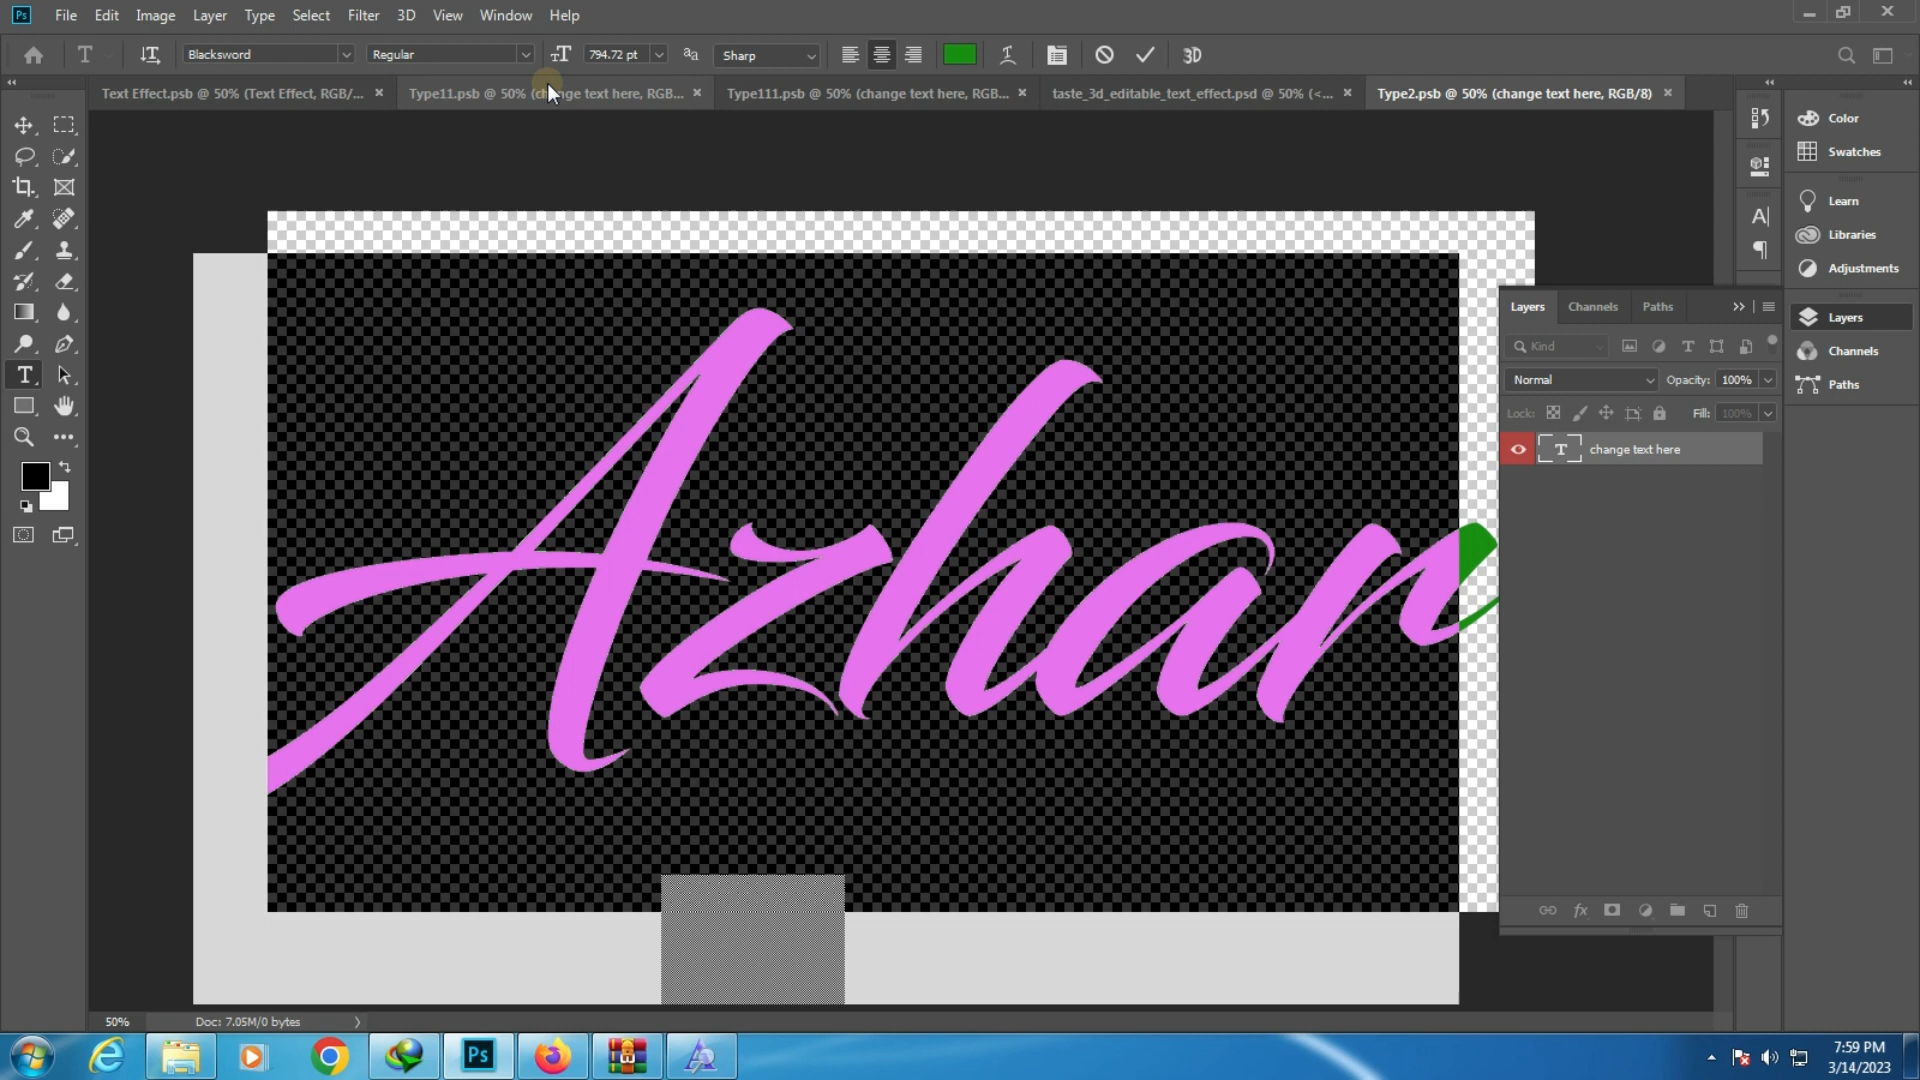 Ps File Edit Image Layer Type Select Filter 3D View Window Help
T Blacksword Regular 794.72 pt aa Sharp 3D
Text Effect.psb @ 50% (Text Effect, RGB/... × Type11.psb @ 50% (change text here, RGB... × Type111.psb @ 50% (change text here, RGB... × taste_3d_editable_text_effect.psd @ 50% (<... × Type2.psb @ 50% (change text here, RGB/8) ×
Color
Swatches
Learn
Libraries
Adjustments
Layers
Channels
Paths
Layers Channels Paths
Kind
Normal Opacity: 100%
Lock: Fill: 100%
T change text here
fx
Azhar
50% Doc: 7.05M/0 bytes
Ps
7:59 PM
3/14/2023